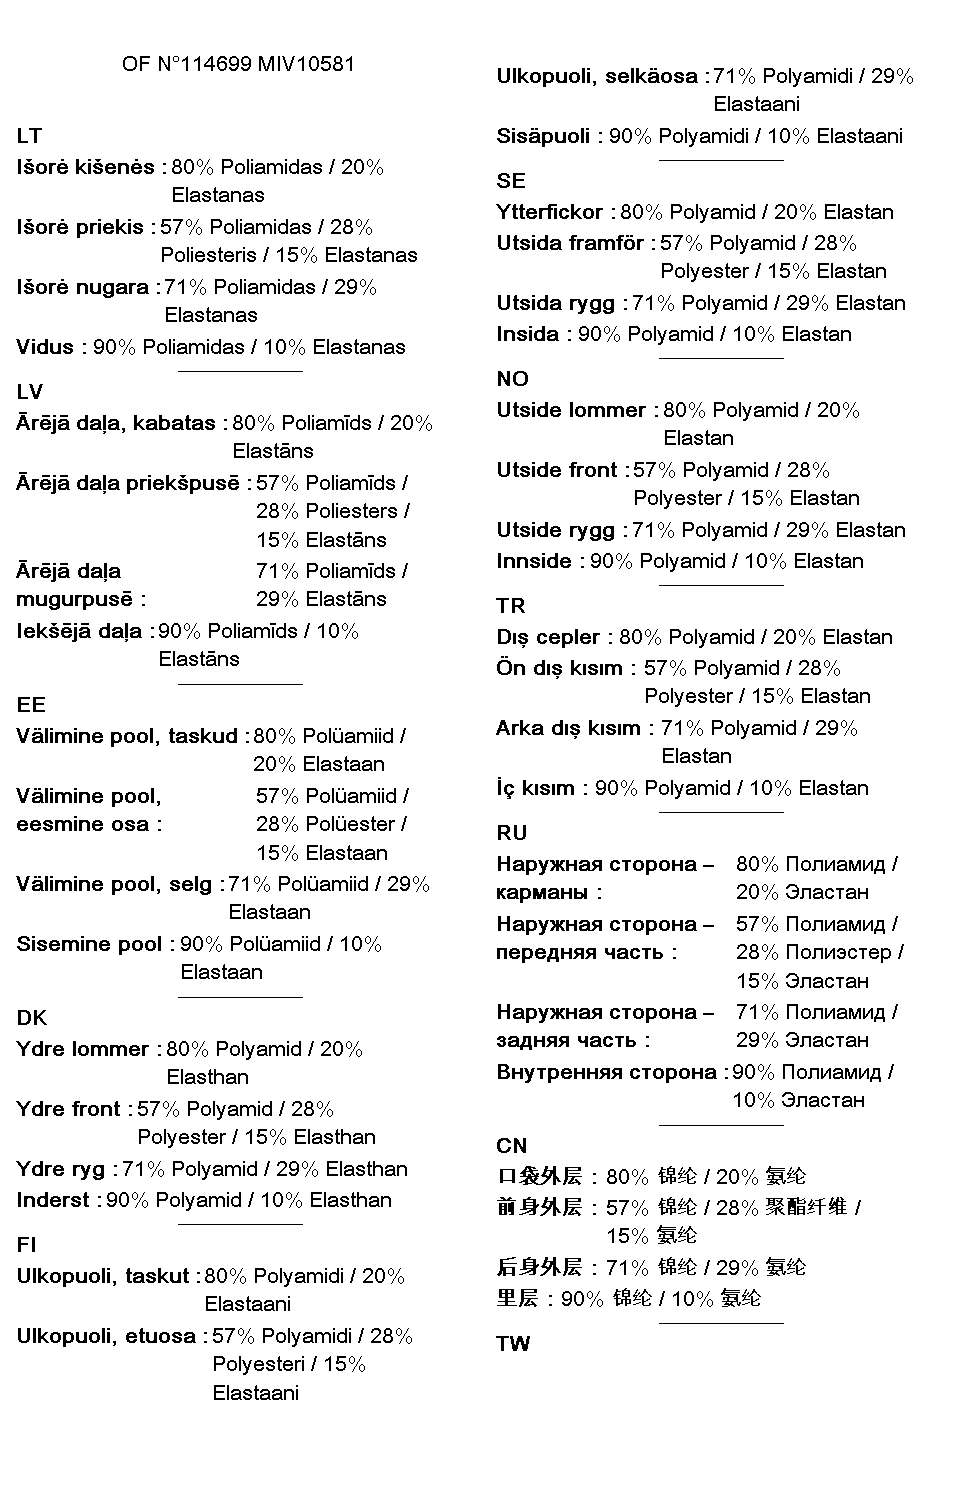 OF N°114699 MIV10581
LT
Išorė kišenės : 80% Poliamidas / 20%
Elastanas
Išorė priekis : 57% Poliamidas / 28%
Poliesteris / 15% Elastanas
Išorė nugara : 71% Poliamidas / 29%
Elastanas
Vidus : 90% Poliamidas / 10% Elastanas
LV
Ārējā daļa, kabatas : 80% Poliamīds / 20%
Elastāns
Ārējā daļa priekšpusē : 57% Poliamīds /
28% Poliesters /
15% Elastāns
Ārējā daļa 71% Poliamīds /
mugurpusē : 29% Elastāns
Iekšējā daļa : 90% Poliamīds / 10%
Elastāns
EE
Välimine pool, taskud : 80% Polüamiid /
20% Elastaan
Välimine pool, 57% Polüamiid /
eesmine osa : 28% Polüester /
15% Elastaan
Välimine pool, selg : 71% Polüamiid / 29%
Elastaan
Sisemine pool : 90% Polüamiid / 10%
Elastaan
DK
Ydre lommer : 80% Polyamid / 20%
Elasthan
Ydre front : 57% Polyamid / 28%
Polyester / 15% Elasthan
Ydre ryg : 71% Polyamid / 29% Elasthan
Inderst : 90% Polyamid / 10% Elasthan
FI
Ulkopuoli, taskut : 80% Polyamidi / 20%
Elastaani
Ulkopuoli, etuosa : 57% Polyamidi / 28%
Polyesteri / 15%
Elastaani
Ulkopuoli, selkäosa : 71% Polyamidi / 29%
Elastaani
Sisäpuoli : 90% Polyamidi / 10% Elastaani
SE
Ytterfickor : 80% Polyamid / 20% Elastan
Utsida framför : 57% Polyamid / 28%
Polyester / 15% Elastan
Utsida rygg : 71% Polyamid / 29% Elastan
Insida : 90% Polyamid / 10% Elastan
NO
Utside lommer : 80% Polyamid / 20%
Elastan
Utside front : 57% Polyamid / 28%
Polyester / 15% Elastan
Utside rygg : 71% Polyamid / 29% Elastan
Innside : 90% Polyamid / 10% Elastan
TR
Dış cepler : 80% Polyamid / 20% Elastan
Ön dış kısım : 57% Polyamid / 28%
Polyester / 15% Elastan
Arka dış kısım : 71% Polyamid / 29%
Elastan
İç kısım : 90% Polyamid / 10% Elastan
RU
Наружная сторона – 80% Полиамид /
карманы : 20% Эластан
Наружная сторона – 57% Полиамид /
передняя часть : 28% Полиэстер /
15% Эластан
Наружная сторона – 71% Полиамид /
задняя часть : 29% Эластан
Внутренняя сторона : 90% Полиамид /
10% Эластан
CN
口袋外层 : 80% 锦纶 / 20% 氨纶
前身外层 : 57% 锦纶 / 28% 聚酯纤维 /
15% 氨纶
后身外层 : 71% 锦纶 / 29% 氨纶
里层 : 90% 锦纶 / 10% 氨纶
TW